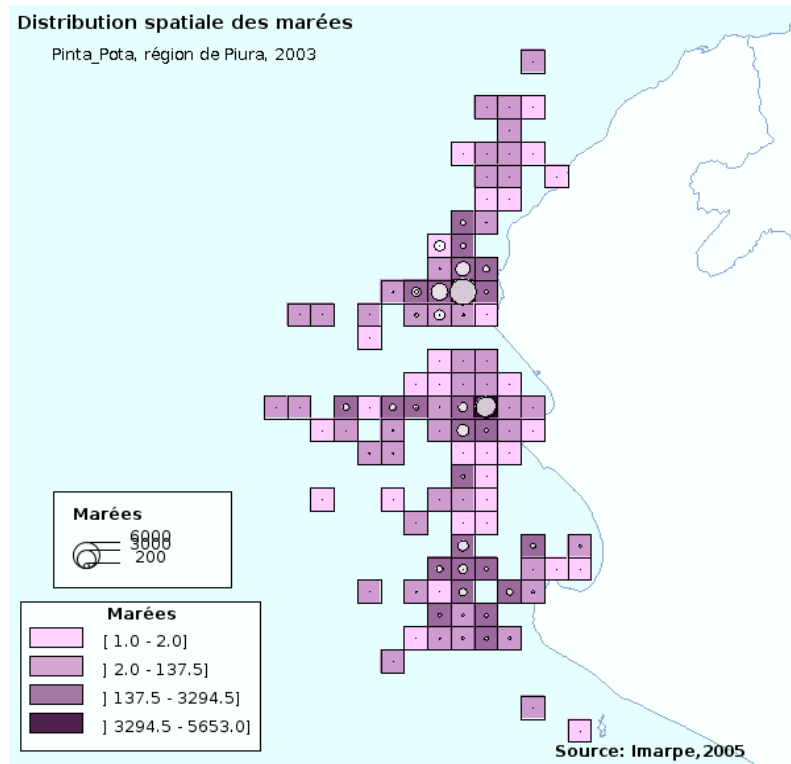 Distribution spatiale des marées
Pinta_Pota, région de Piura, 2003
Marées
6000
3000
200
Marées
[ 1.0 - 2.0]
] 2.0 - 137.5]
] 137.5 - 3294.5]
] 3294.5 - 5653.0]
Source: Imarpe,2005